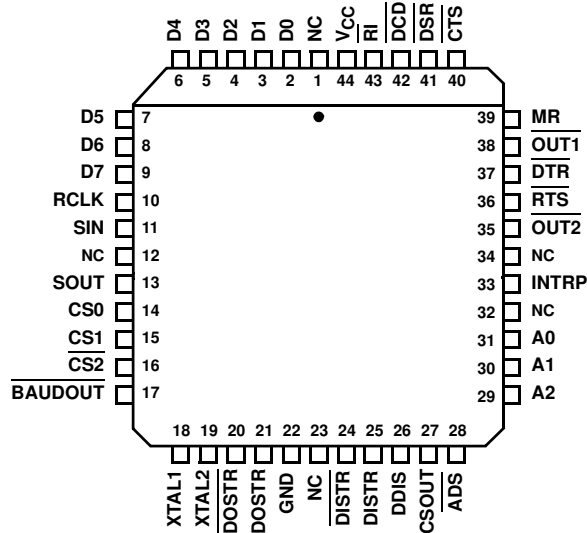 D4 D3 D2 D1 D0 NC VCC RI DCD DSR CTS
6 5 4 3 2 1 44 43 42 41 40
D5 7 39 MR
D6 8 38 OUT1
D7 9 37 DTR
RCLK 10 36 RTS
SIN 11 35 OUT2
NC 12 34 NC
SOUT 13 33 INTRPT
CS0 14 32 NC
CS1 15 31 A0
CS2 16 30 A1
BAUDOUT 17 29 A2
18 19 20 21 22 23 24 25 26 27 28
XTAL1 XTAL2 DOSTR DOSTR GND NC DISTR DISTR DDIS CSOUT ADS